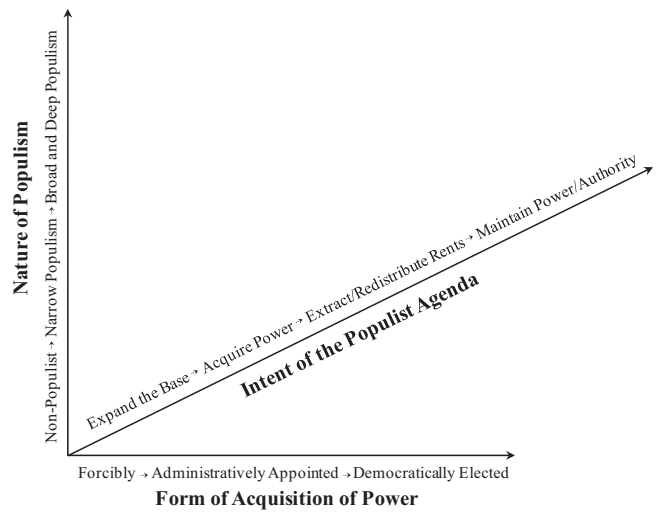 Nature of Populism
Non-Populist → Narrow Populism → Broad and Deep Populism
Expand the Base → Acquire Power → Extract/Redistribute Rents → Maintain Power/Authority
Intent of the Populist Agenda
Forcibly → Administratively Appointed → Democratically Elected
Form of Acquisition of Power